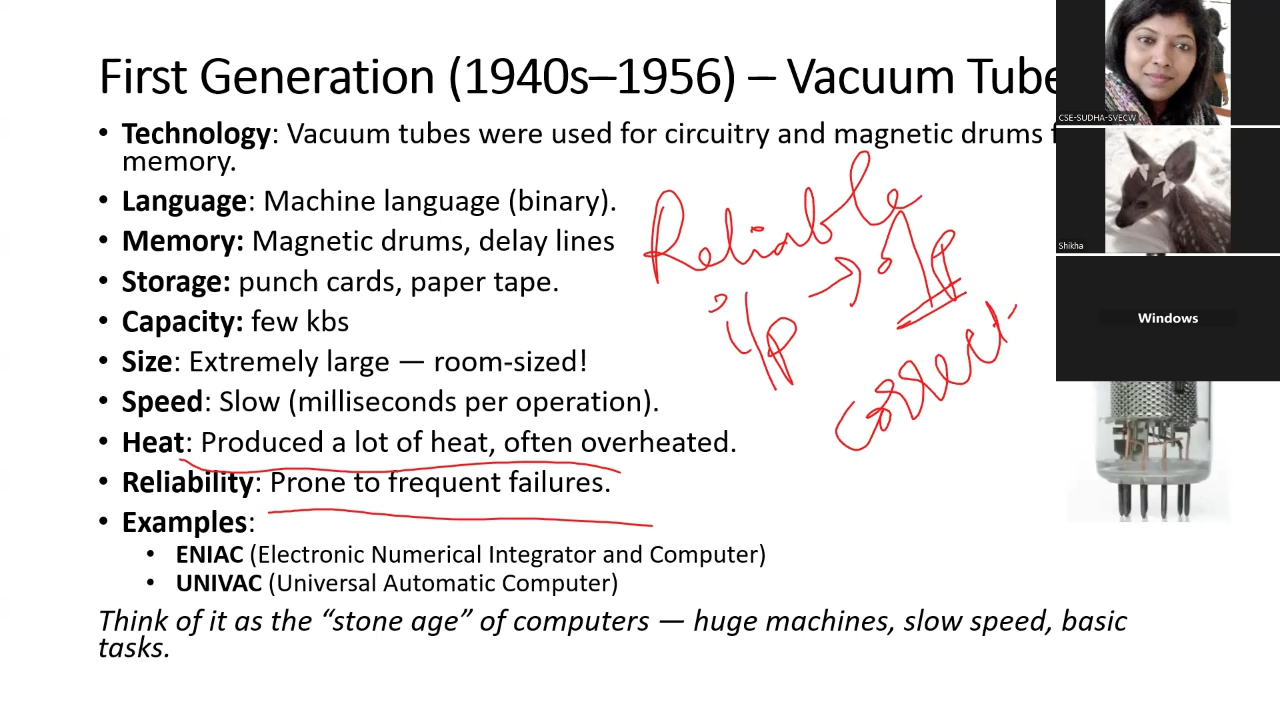 First Generation (1940s–1956) – Vacuum Tube
• Technology: Vacuum tubes were used for circuitry and magnetic drums f
memory.
• Language: Machine language (binary).
• Memory: Magnetic drums, delay lines
• Storage: punch cards, paper tape.
• Capacity: few kbs
• Size: Extremely large — room-sized!
• Speed: Slow (milliseconds per operation).
• Heat: Produced a lot of heat, often overheated.
• Reliability: Prone to frequent failures.
• Examples:
• ENIAC (Electronic Numerical Integrator and Computer)
• UNIVAC (Universal Automatic Computer)
Think of it as the “stone age” of computers — huge machines, slow speed, basic
tasks.
Reliable
i/p → o/p
correct
CSE-SUDHA-SVECW
Shikha
Windows